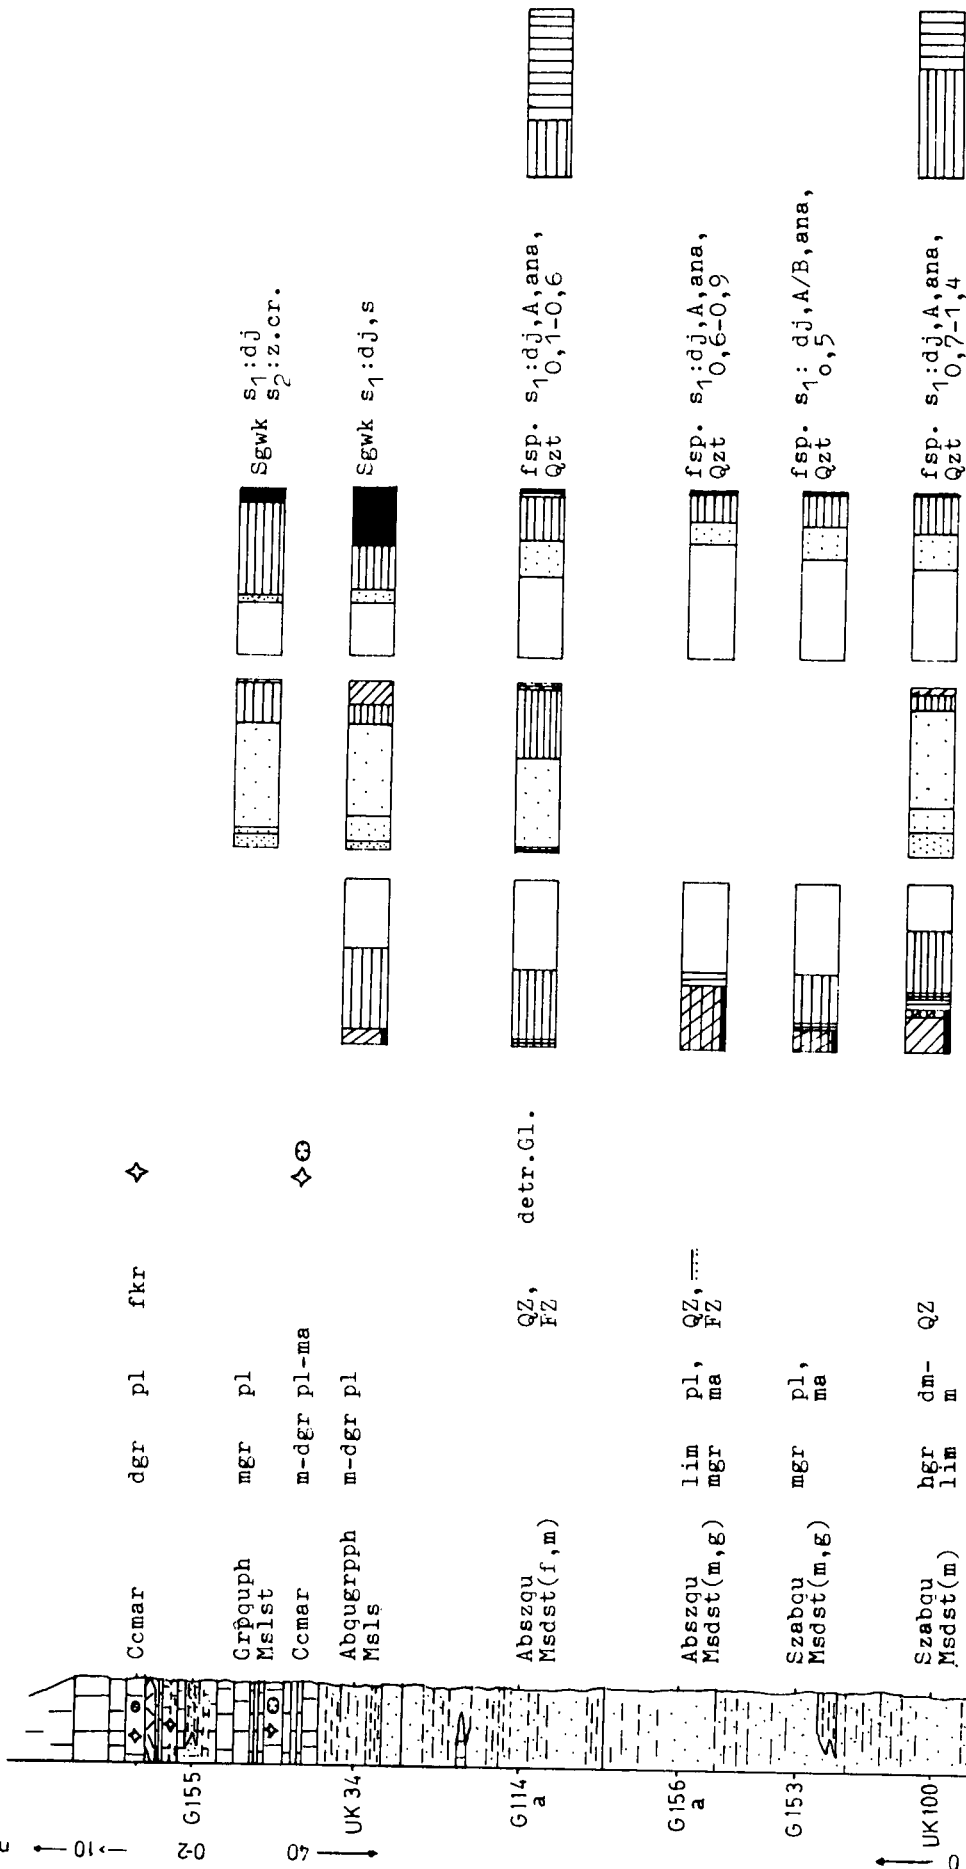 n
>10
0-2
40
0
G155
UK 34
G114
a
G156
a
G153
UK100
Ccmar dgr pl fkr
Grpquph mgr pl
Mslst
Ccmar m-dgr pl-ma
Abqugrpph m-dgr pl
Msls
Abszqu QZ, detr.Gl.
Msdst(f,m) FZ
Abszqu lim pl, QZ,
Msdst(m,g) mgr ma FZ
Szabqu mgr pl,
Msdst(m,g) ma
Szabqu hgr dm- QZ
Msdst(m) lim m
Sgwk s1:dj
s2:z.cr.
Sgwk s1:dj,s
fsp. s1:dj,A,ana,
Qzt 0,1-0,6
fsp. s1:dj,A,ana,
Qzt 0,6-0,9
fsp. s1: dj,A/B,ana,
Qzt 0,5
fsp. s1:dj,A,ana,
Qzt 0,7-1,4